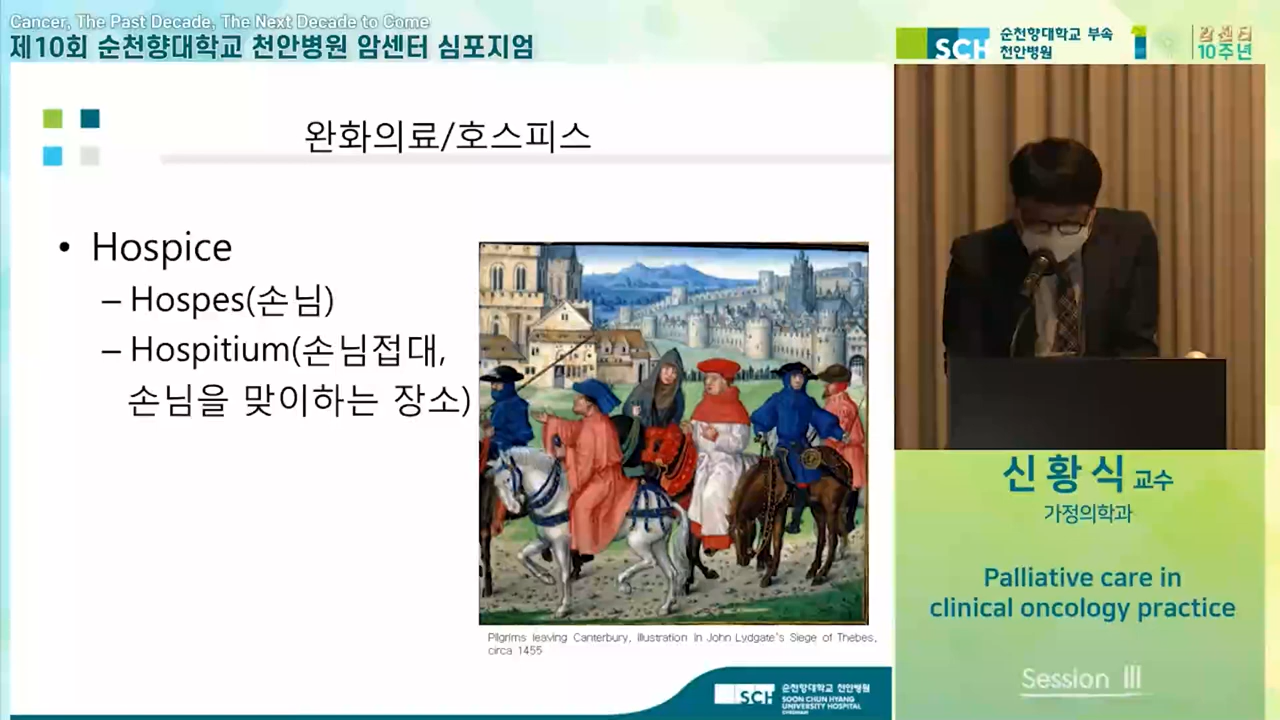 Cancer, The Past Decade, The Next Decade to Come
제10회 순천향대학교 천안병원 암센터 심포지엄
SCH
순천향대학교 부속
천안병원
암센터
10주년
완화의료/호스피스
• Hospice
– Hospes(손님)
– Hospitium(손님접대,
손님을 맞이하는 장소)
Pilgrims leaving Canterbury, illustration in John Lydgate's Siege of Thebes,
circa 1455
신황식 교수
가정의학과
Palliative care in
clinical oncology practice
Session Ⅲ
SCH
순천향대학교 천안병원
SOON CHUN HYANG
UNIVERSITY HOSPITAL
CHEONAN